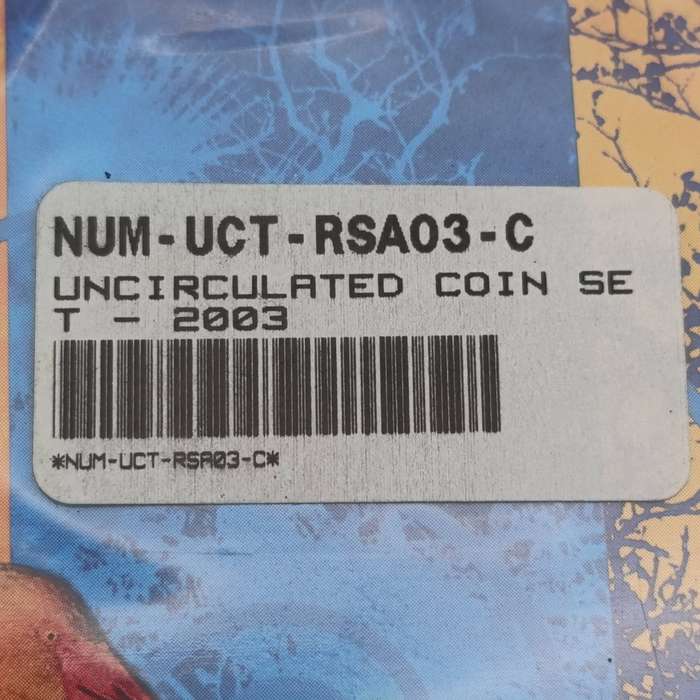 NUM-UCT-RSA03-C
UNCIRCULATED COIN SE
T - 2003
*NUM-UCT-RSA03-C*